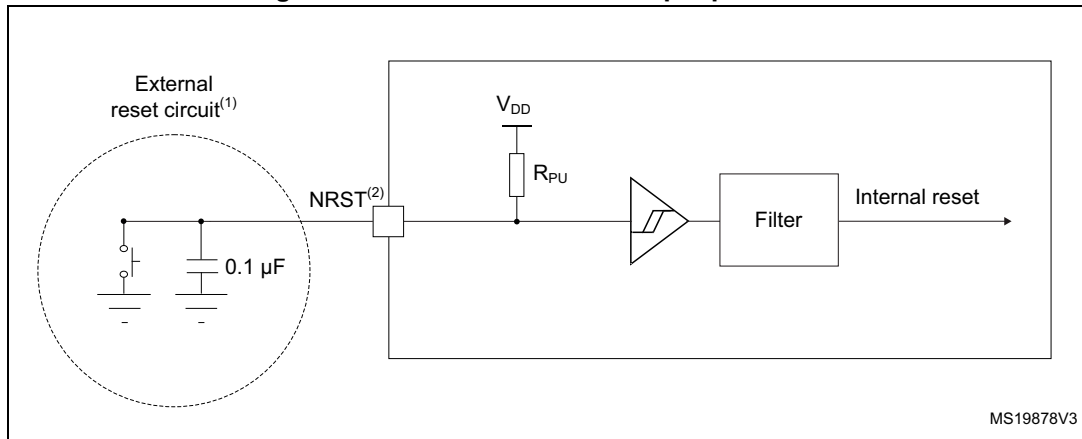 External
reset circuit(1)
VDD
RPU
NRST(2)
Filter
Internal reset
0.1 µF
MS19878V3